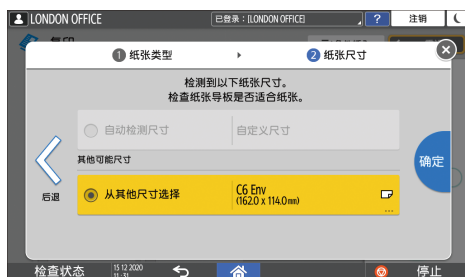 LONDON OFFICE
已登录：[LONDON OFFICE]
?
注销
1 纸张类型
2 纸张尺寸
检测到以下纸张尺寸。
检查纸张导板是否适合纸张。
自动检测尺寸
自定义尺寸
其他可能尺寸
后退
从其他尺寸选择
C6 Env
(162.0 x 114.0mm)
...
确定
检查状态
15 12 2020
11:31
停止